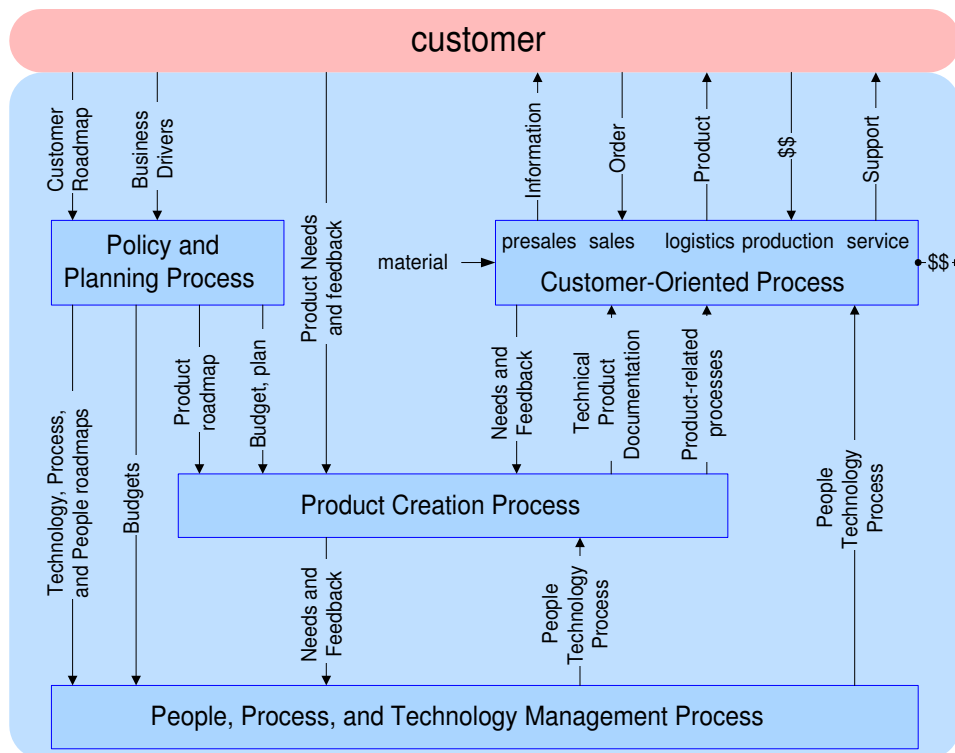 customer
Customer
Roadmap
Business
Drivers
Product Needs
and feedback
Information
Order
Product
$$
Support
Policy and
Planning Process
presales sales logistics production service
Customer-Oriented Process
material
$$+
Technology, Process,
and People roadmaps
Budgets
Product
roadmap
Budget, plan
Needs and
Feedback
Technical
Product
Documentation
Product-related
processes
People
Technology
Process
Product Creation Process
Needs and
Feedback
People
Technology
Process
People, Process, and Technology Management Process